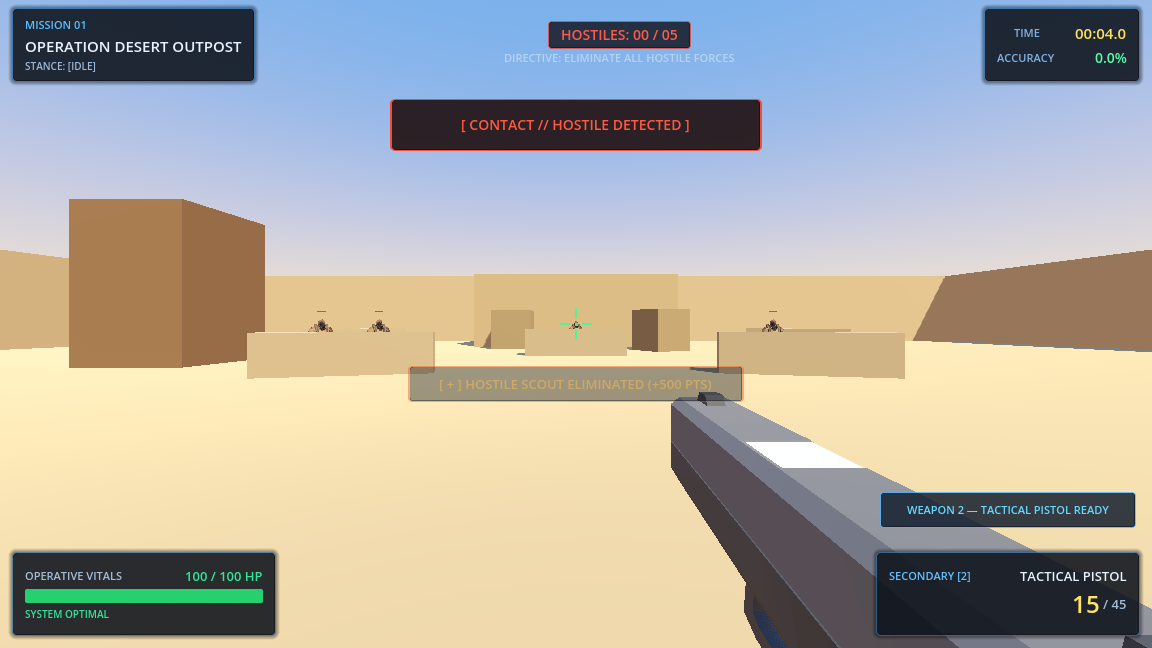 MISSION 01
OPERATION DESERT OUTPOST
STANCE: [IDLE]
HOSTILES: 00 / 05
DIRECTIVE: ELIMINATE ALL HOSTILE FORCES
TIME 00:04.0
ACCURACY 0.0%
[ CONTACT // HOSTILE DETECTED ]
[ + ] HOSTILE SCOUT ELIMINATED (+500 PTS)
WEAPON 2 — TACTICAL PISTOL READY
OPERATIVE VITALS 100 / 100 HP
SYSTEM OPTIMAL
SECONDARY [2] TACTICAL PISTOL
15 / 45